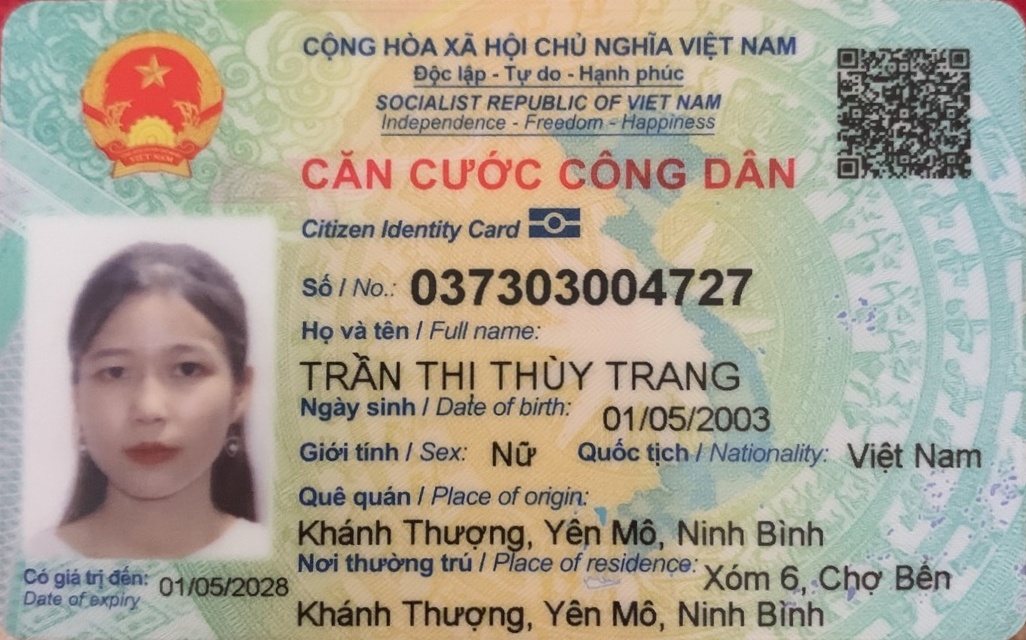 CỘNG HÒA XÃ HỘI CHỦ NGHĨA VIỆT NAM
Độc lập - Tự do - Hạnh phúc
SOCIALIST REPUBLIC OF VIET NAM
Independence - Freedom - Happiness
CĂN CƯỚC CÔNG DÂN
Citizen Identity Card
Số / No.: 037303004727
Họ và tên / Full name:
TRẦN THỊ THÙY TRANG
Ngày sinh / Date of birth: 01/05/2003
Giới tính / Sex: Nữ Quốc tịch / Nationality: Việt Nam
Quê quán / Place of origin:
Khánh Thượng, Yên Mô, Ninh Bình
Nơi thường trú / Place of residence: Xóm 6, Chợ Bến
Khánh Thượng, Yên Mô, Ninh Bình
Có giá trị đến: 01/05/2028
Date of expiry
VIET NAM